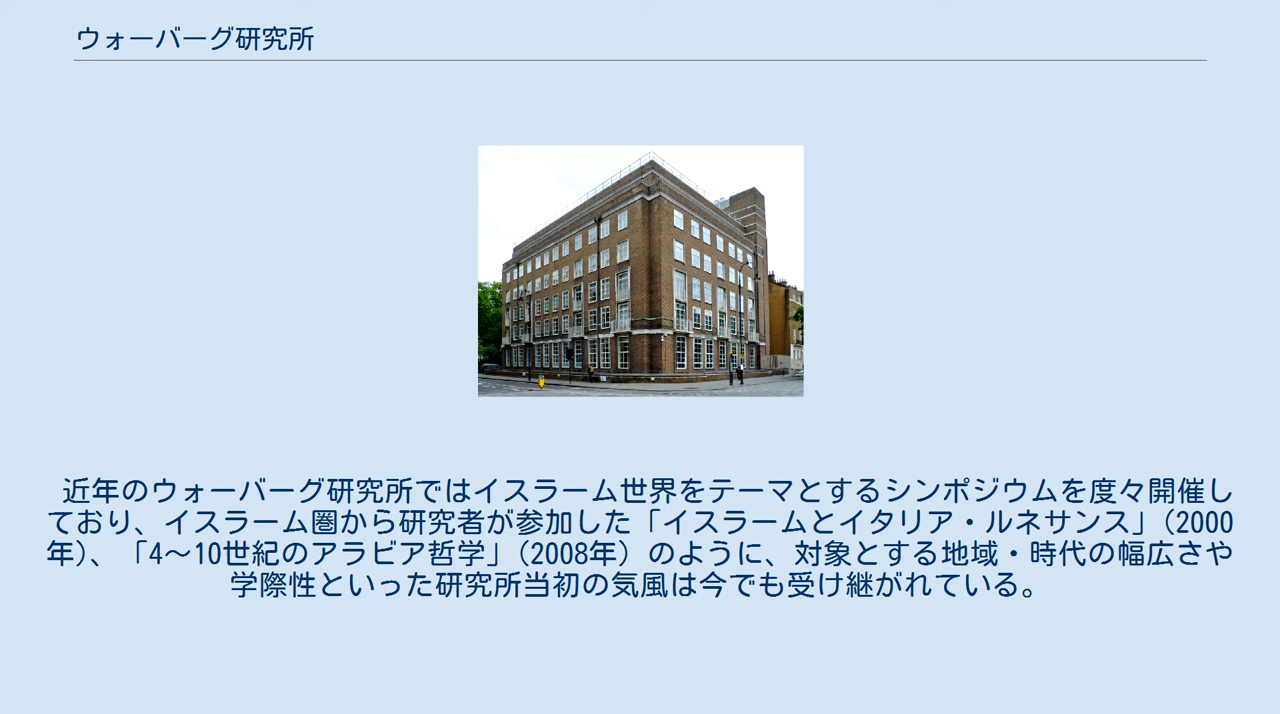 ウォーバーグ研究所
近年のウォーバーグ研究所ではイスラーム世界をテーマとするシンポジウムを度々開催し
ており、イスラーム圏から研究者が参加した「イスラームとイタリア・ルネサンス」（2000
年）、「4～10世紀のアラビア哲学」（2008年）のように、対象とする地域・時代の幅広さや
学際性といった研究所当初の気風は今でも受け継がれている。